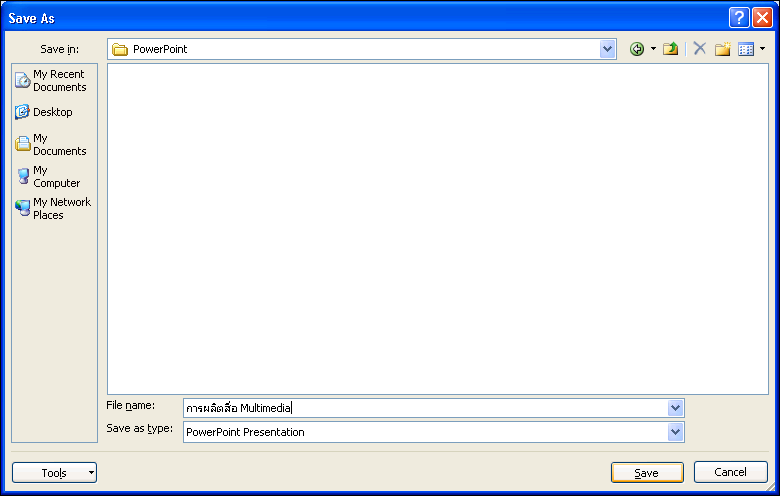 Save As
Save in:
PowerPoint
My Recent
Documents
Desktop
My
Documents
My
Computer
My Network
Places
File name:
การผลิตสื่อ Multimedia
Save as type:
PowerPoint Presentation
Tools
Save
Cancel